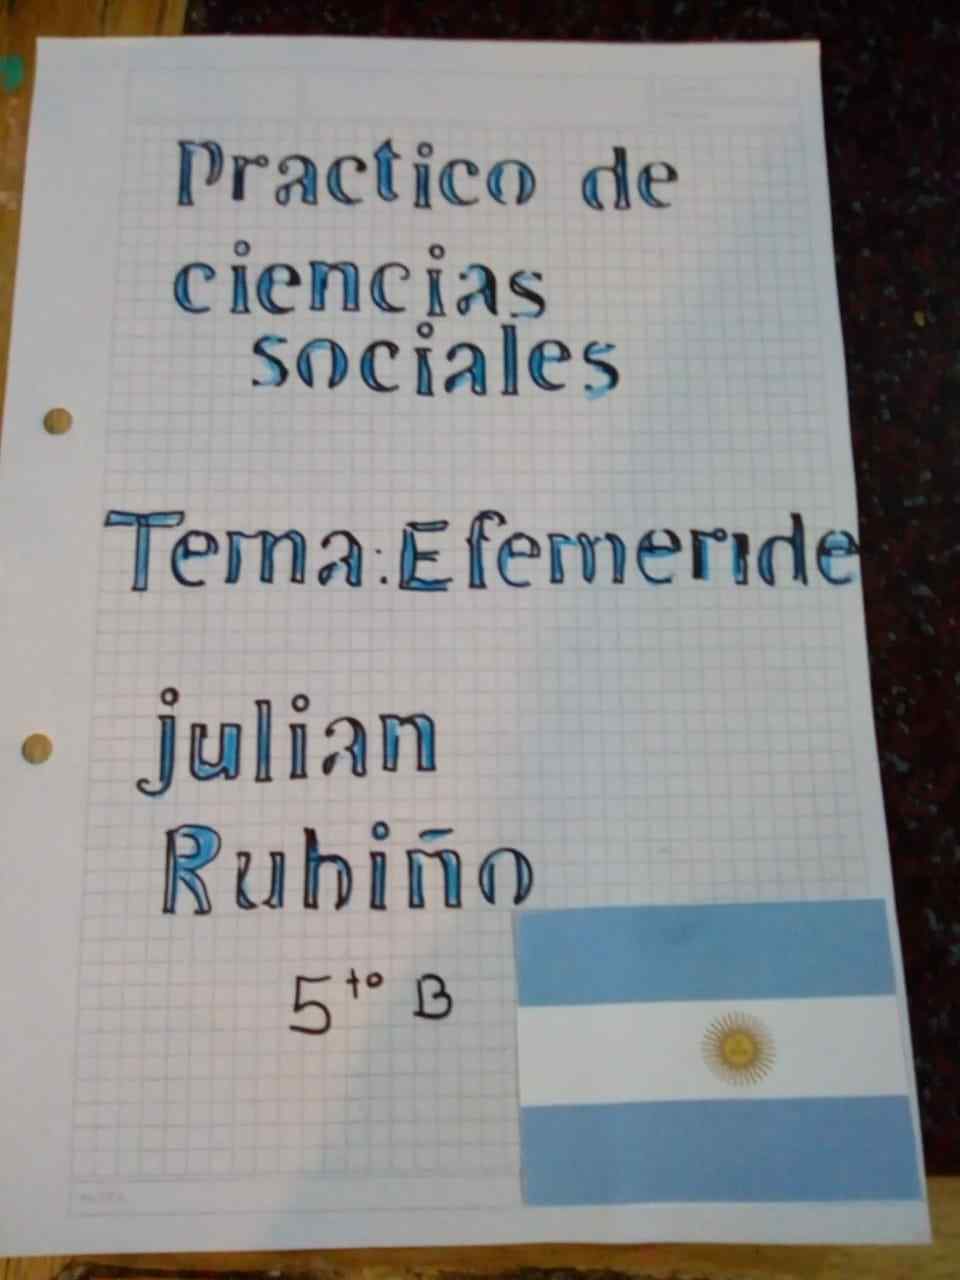 Practico de
ciencias
sociales
Tema: Efemeride
julian
Rubiño
5to B